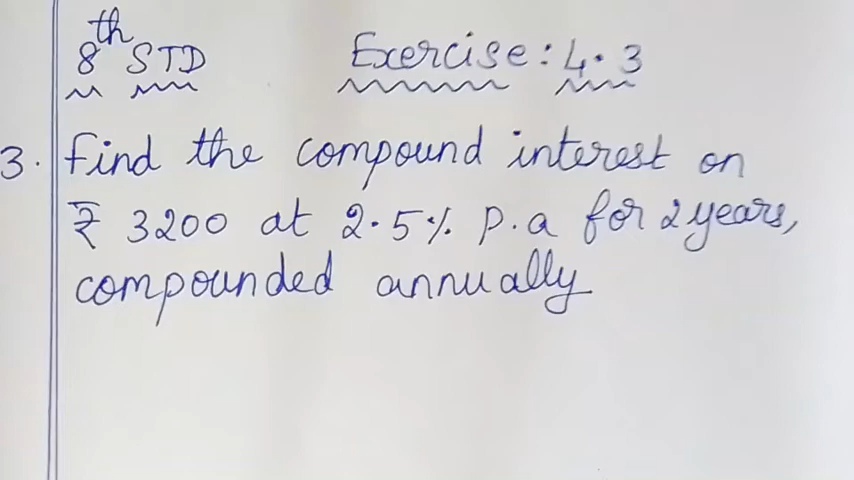 8th STD Exercise: 4.3
3. find the compound interest on
₹ 3200 at 2.5% p.a for 2 years,
compounded annually